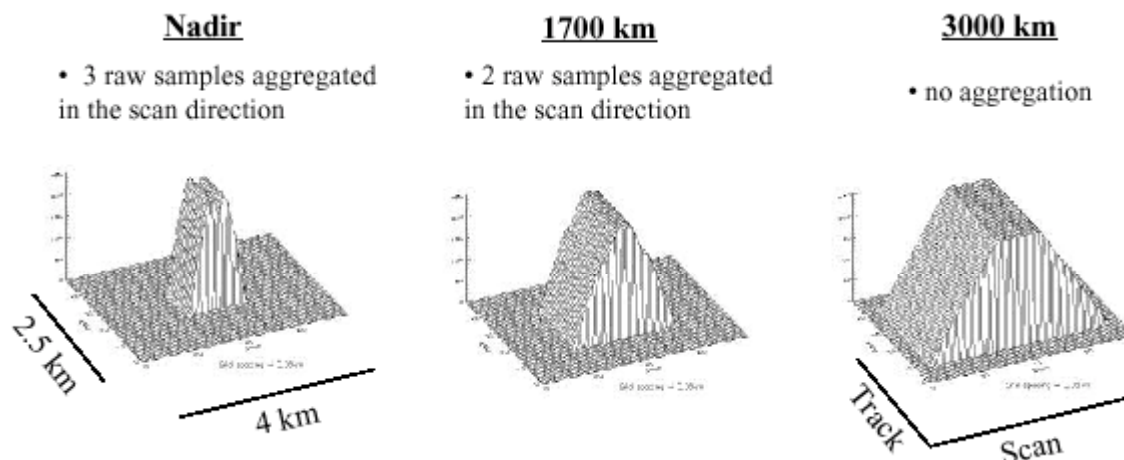 Nadir
• 3 raw samples aggregated
in the scan direction
1700 km
• 2 raw samples aggregated
in the scan direction
3000 km
• no aggregation
2.5 km
4 km
Track
Scan